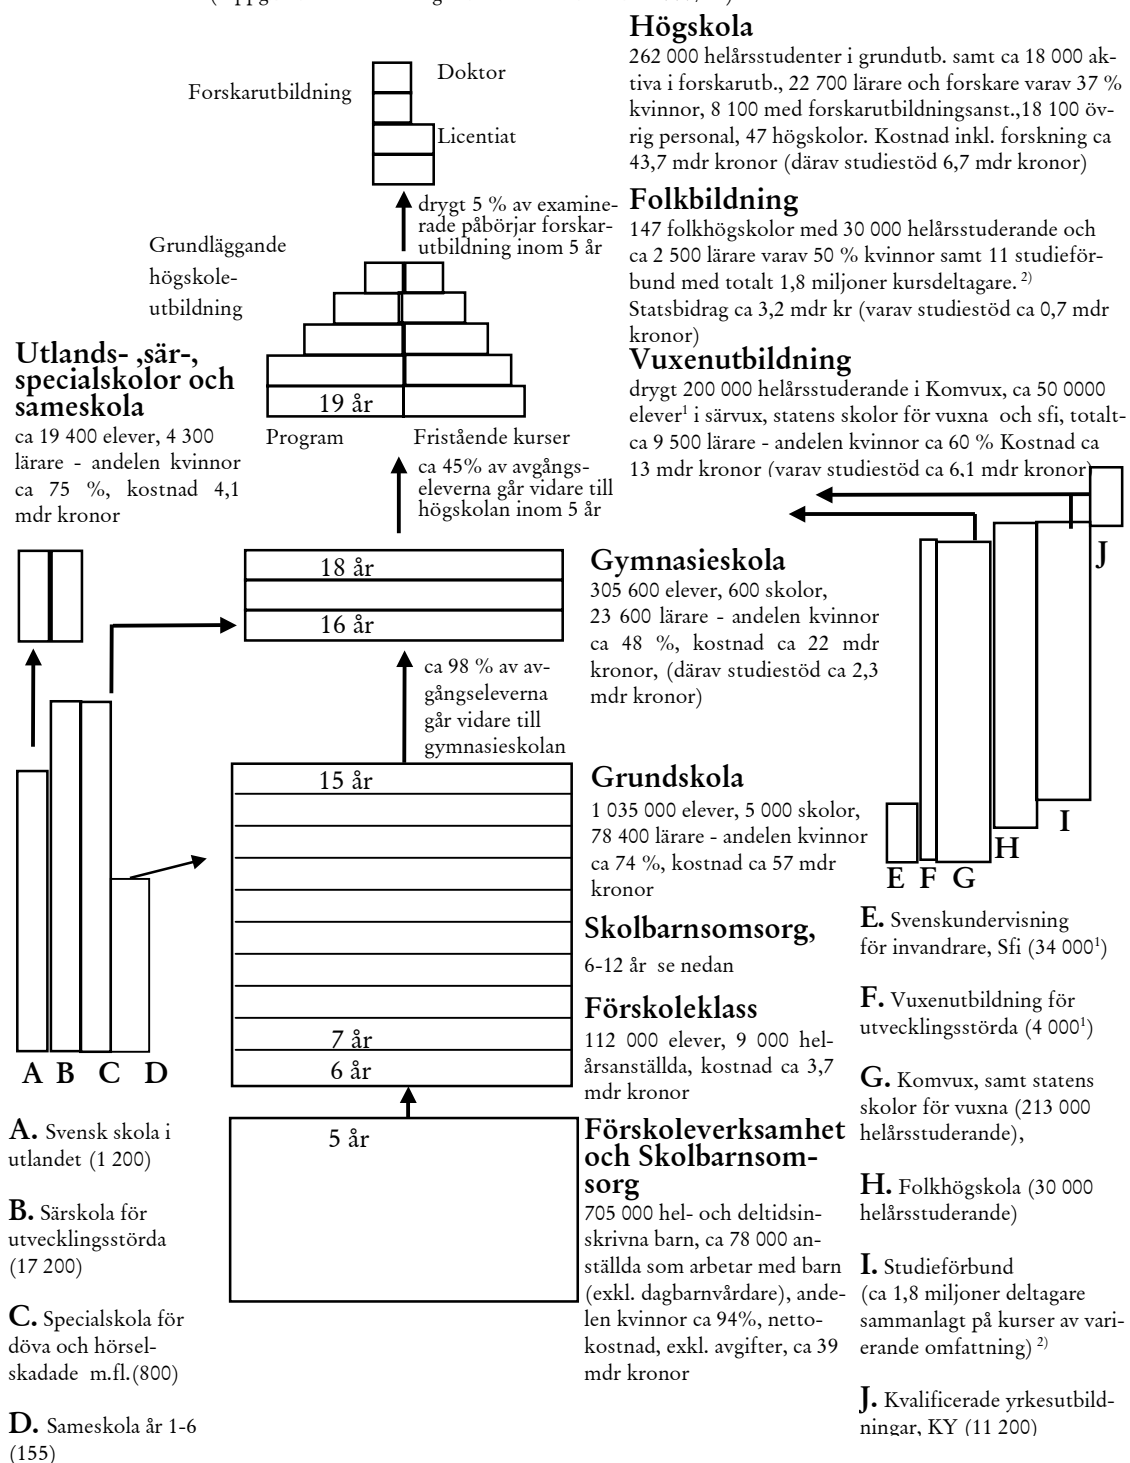 Högskola
262 000 helårsstudenter i grundutb. samt ca 18 000 ak-
tiva i forskarutb., 22 700 lärare och forskare varav 37 %
kvinnor, 8 100 med forskarutbildningsanst.,18 100 öv-
rig personal, 47 högskolor. Kostnad inkl. forskning ca
43,7 mdr kronor (därav studiestöd 6,7 mdr kronor)
Doktor
Forskarutbildning
Licentiat
drygt 5 % av examine-
rade påbörjar forskar-
utbildning inom 5 år
Folkbildning
147 folkhögskolor med 30 000 helårsstuderande och
ca 2 500 lärare varav 50 % kvinnor samt 11 studieför-
bund med totalt 1,8 miljoner kursdeltagare. 2)
Statsbidrag ca 3,2 mdr kr (varav studiestöd ca 0,7 mdr
kronor)
Grundläggande
högskole-
utbildning
19 år
Program
Fristående kurser
Vuxenutbildning
drygt 200 000 helårsstuderande i Komvux, ca 50 0000
elever1 i särvux, statens skolor för vuxna och sfi, totalt-
ca 9 500 lärare - andelen kvinnor ca 60 % Kostnad ca
13 mdr kronor (varav studiestöd ca 6,1 mdr kronor)
Utlands- ,sär-,
specialskolor och
sameskola
ca 19 400 elever, 4 300
lärare - andelen kvinnor
ca 75 %, kostnad 4,1
mdr kronor
ca 45% av avgångs-
eleverna går vidare till
högskolan inom 5 år
18 år
16 år
Gymnasieskola
305 600 elever, 600 skolor,
23 600 lärare - andelen kvinnor
ca 48 %, kostnad ca 22 mdr
kronor, (därav studiestöd ca 2,3
mdr kronor)
ca 98 % av av-
gångseleverna
går vidare till
gymnasieskolan
15 år
7 år
6 år
Grundskola
1 035 000 elever, 5 000 skolor,
78 400 lärare - andelen kvinnor
ca 74 %, kostnad ca 57 mdr
kronor
Skolbarnsomsorg,
6-12 år se nedan
Förskoleklass
112 000 elever, 9 000 hel-
årsanställda, kostnad ca 3,7
mdr kronor
5 år
Förskoleverksamhet
och Skolbarnsom-
sorg
705 000 hel- och deltidsin-
skrivna barn, ca 78 000 an-
ställda som arbetar med barn
(exkl. dagbarnvårdare), ande-
len kvinnor ca 94%, netto-
kostnad, exkl. avgifter, ca 39
mdr kronor
A B C D
A. Svensk skola i
utlandet (1 200)
B. Särskola för
utvecklingsstörda
(17 200)
C. Specialskola för
döva och hörsel-
skadade m.fl.(800)
D. Sameskola år 1-6
(155)
J
I
H
E F G
E. Svenskundervisning
för invandrare, Sfi (34 0001)
F. Vuxenutbildning för
utvecklingsstörda (4 0001)
G. Komvux, samt statens
skolor för vuxna (213 000
helårsstuderande),
H. Folkhögskola (30 000
helårsstuderande)
I. Studieförbund
(ca 1,8 miljoner deltagare
sammanlagt på kurser av vari-
erande omfattning) 2)
J. Kvalificerade yrkesutbild-
ningar, KY (11 200)